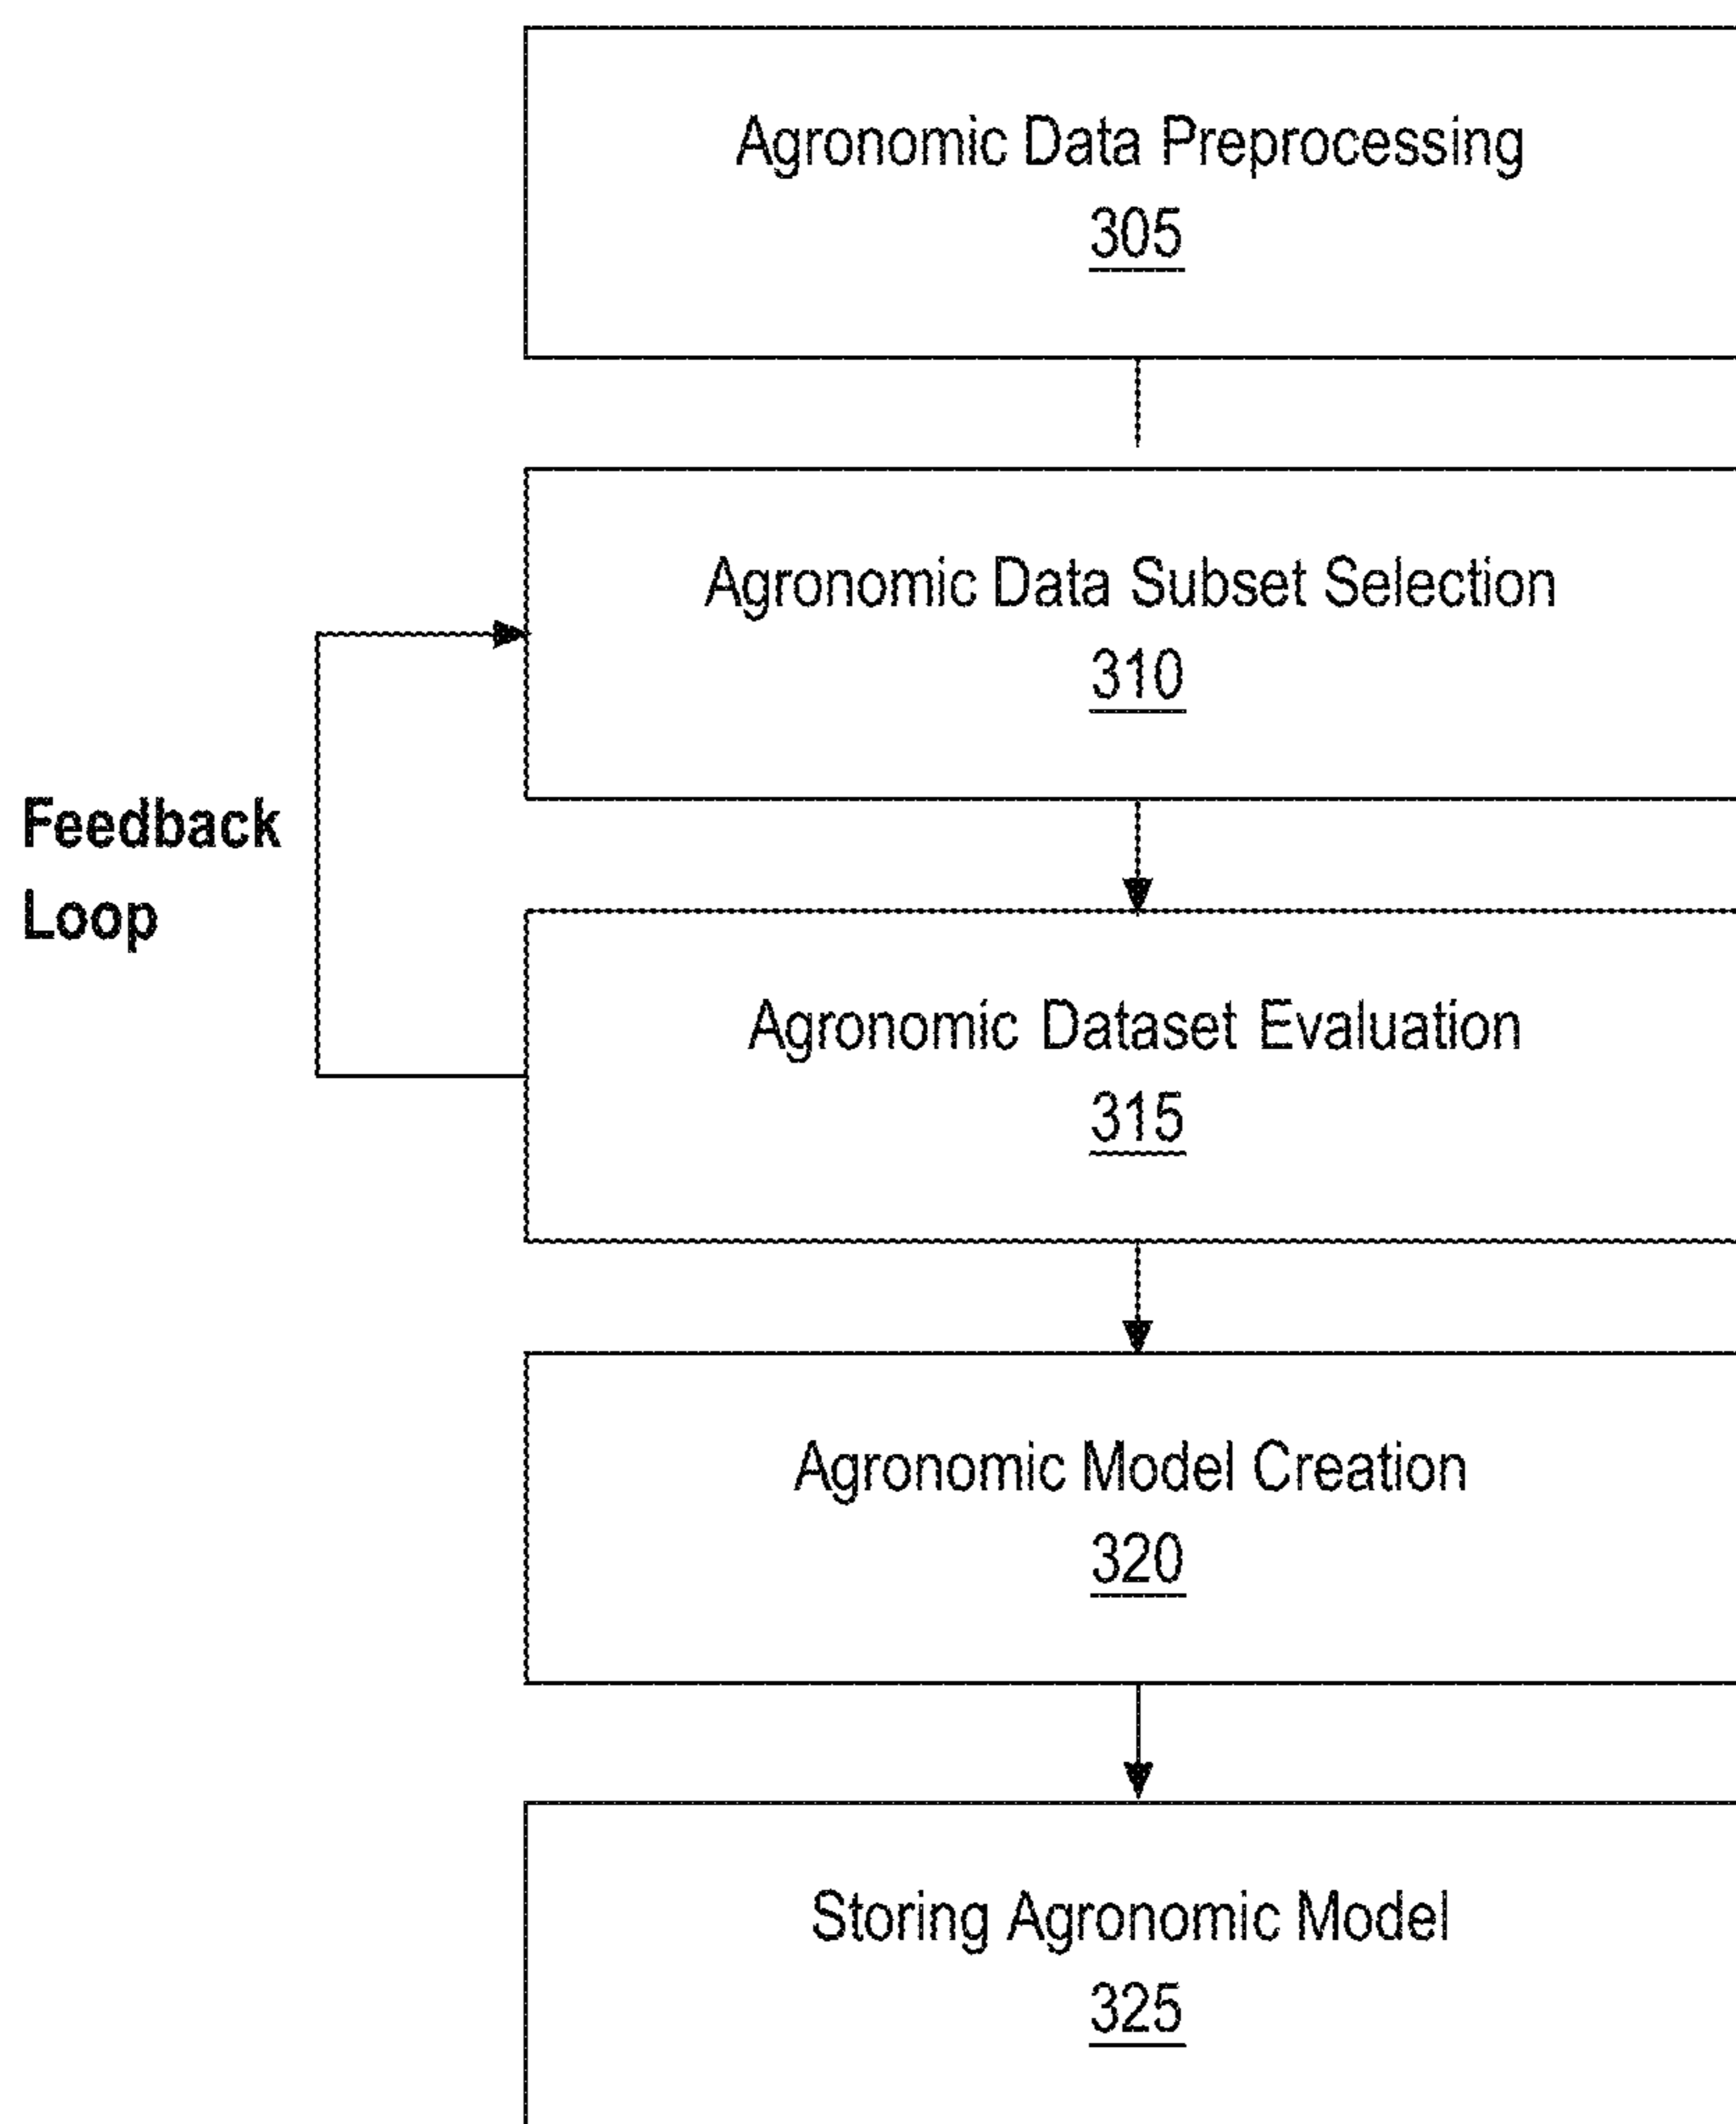 Agronomic Data Preprocessing
305
Agronomic Data Subset Selection
310
Feedback
Loop
Agronomic Dataset Evaluation
315
Agronomic Model Creation
320
Storing Agronomic Model
325